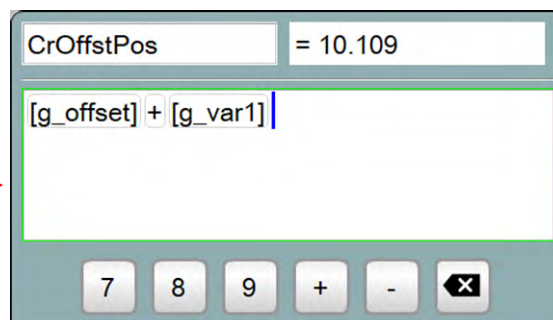 CrOffstPos = 10.109
[g_offset] + [g_var1]
7 8 9 + -